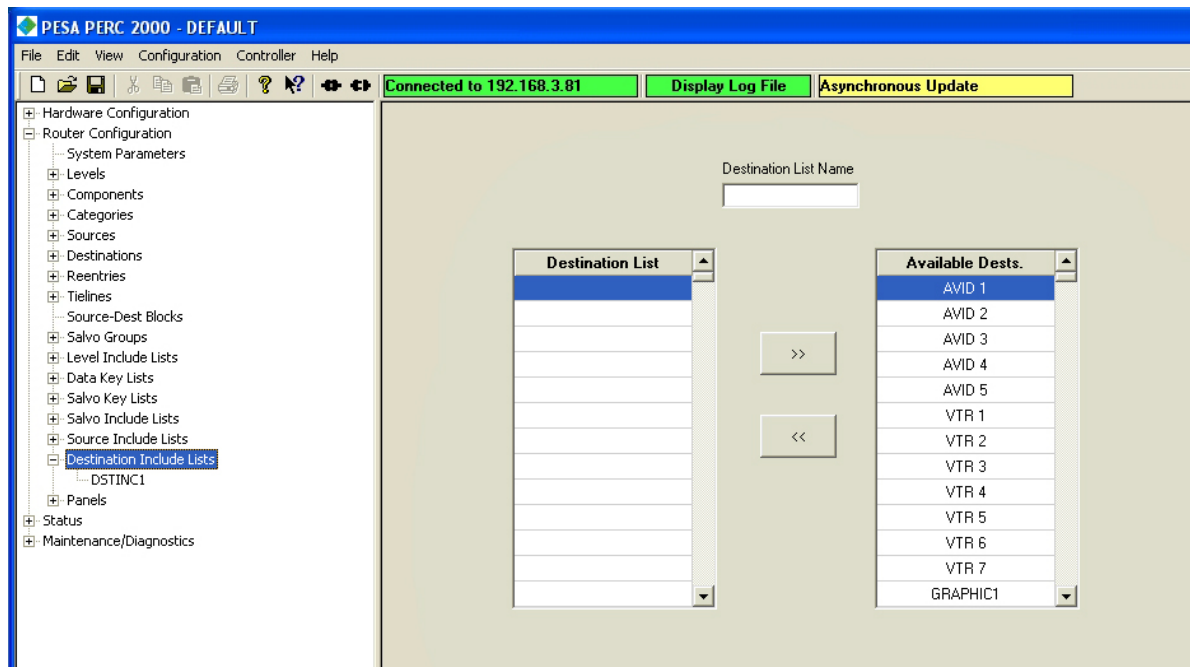 PESA PERC 2000 - DEFAULT
File Edit View Configuration Controller Help
Connected to 192.168.3.81 Display Log File Asynchronous Update
Hardware Configuration
Router Configuration
System Parameters
Levels
Components
Categories
Sources
Destinations
Reentries
Tielines
Source-Dest Blocks
Salvo Groups
Level Include Lists
Data Key Lists
Salvo Key Lists
Salvo Include Lists
Source Include Lists
Destination Include Lists
DSTINC1
Panels
Status
Maintenance/Diagnostics
Destination List Name
Destination List
>>
<<
Available Dests.
AVID 1
AVID 2
AVID 3
AVID 4
AVID 5
VTR 1
VTR 2
VTR 3
VTR 4
VTR 5
VTR 6
VTR 7
GRAPHIC1